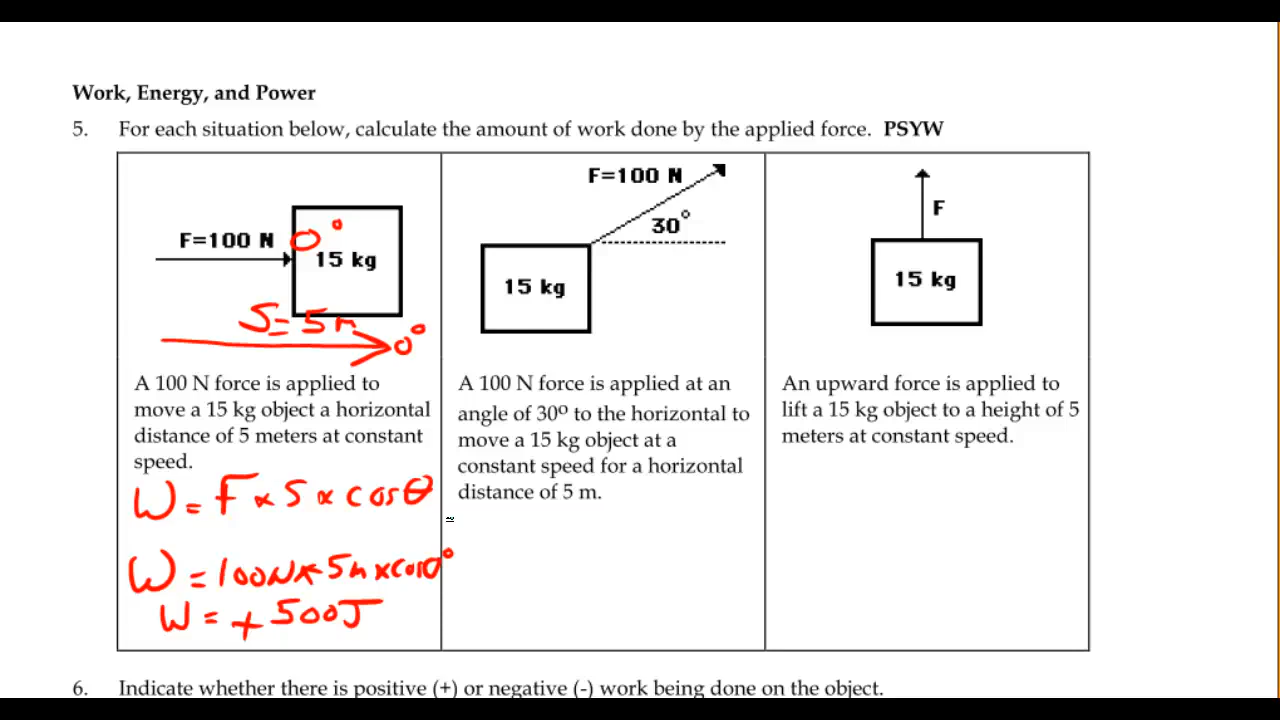 Work, Energy, and Power
5. For each situation below, calculate the amount of work done by the applied force. PSYW
F=100 N
0°
15 kg
S = 5 m
0°
A 100 N force is applied to
move a 15 kg object a horizontal
distance of 5 meters at constant
speed.
W = F × S × cos θ
W = 100N × 5m × cos 0°
W = + 500J
F=100 N
30°
15 kg
A 100 N force is applied at an
angle of 30º to the horizontal to
move a 15 kg object at a
constant speed for a horizontal
distance of 5 m.
F
15 kg
An upward force is applied to
lift a 15 kg object to a height of 5
meters at constant speed.
6. Indicate whether there is positive (+) or negative (-) work being done on the object.